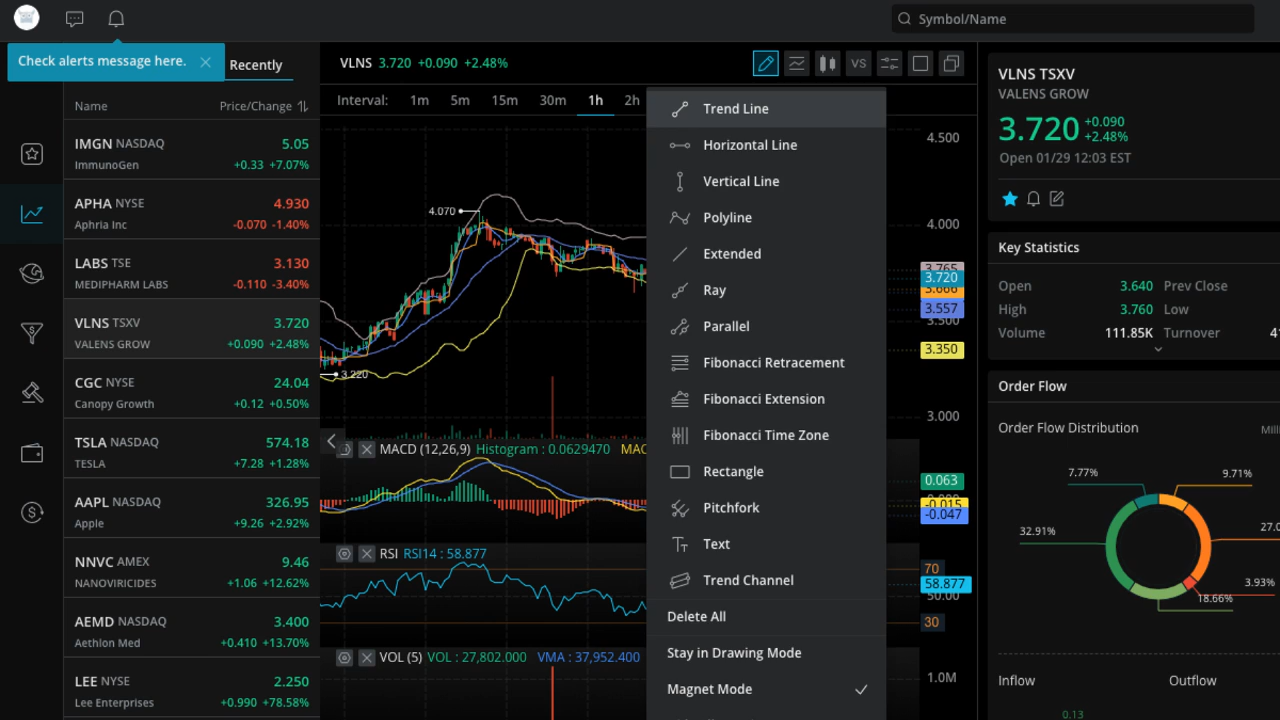 Symbol/Name
Check alerts message here.
Recently
VLNS 3.720 +0.090 +2.48%
VS
Name Price/Change
Interval: 1m 5m 15m 30m 1h 2h
IMGN NASDAQ 5.05
ImmunoGen +0.33 +7.07%
APHA NYSE 4.930
Aphria Inc -0.070 -1.40%
LABS TSE 3.130
MEDIPHARM LABS -0.110 -3.40%
VLNS TSXV 3.720
VALENS GROW +0.090 +2.48%
CGC NYSE 24.04
Canopy Growth +0.12 +0.50%
TSLA NASDAQ 574.18
TESLA +7.28 +1.28%
AAPL NASDAQ 326.95
Apple +9.26 +2.92%
NNVC AMEX 9.46
NANOVIRICIDES +1.06 +12.62%
AEMD NASDAQ 3.400
Aethlon Med +0.410 +13.70%
LEE NYSE 2.250
Lee Enterprises +0.990 +78.58%
4.070
3.220
MACD (12,26,9) Histogram : 0.0629470 MAC
RSI RSI14 : 58.877
VOL (5) VOL : 27,802.000 VMA : 37,952.400
Trend Line
Horizontal Line
Vertical Line
Polyline
Extended
Ray
Parallel
Fibonacci Retracement
Fibonacci Extension
Fibonacci Time Zone
Rectangle
Pitchfork
Text
Trend Channel
Delete All
Stay in Drawing Mode
Magnet Mode
4.500
4.000
3.765
3.720
3.557
3.500
3.350
3.000
0.063
-0.015
-0.047
70
58.877
50.00
30
1.0M
VLNS TSXV
VALENS GROW
3.720 +0.090
+2.48%
Open 01/29 12:03 EST
Key Statistics
Open 3.640 Prev Close
High 3.760 Low
Volume 111.85K Turnover 41
Order Flow
Order Flow Distribution Milli
7.77% 9.71%
32.91% 27.0
3.93%
18.66%
Inflow Outflow
0.13